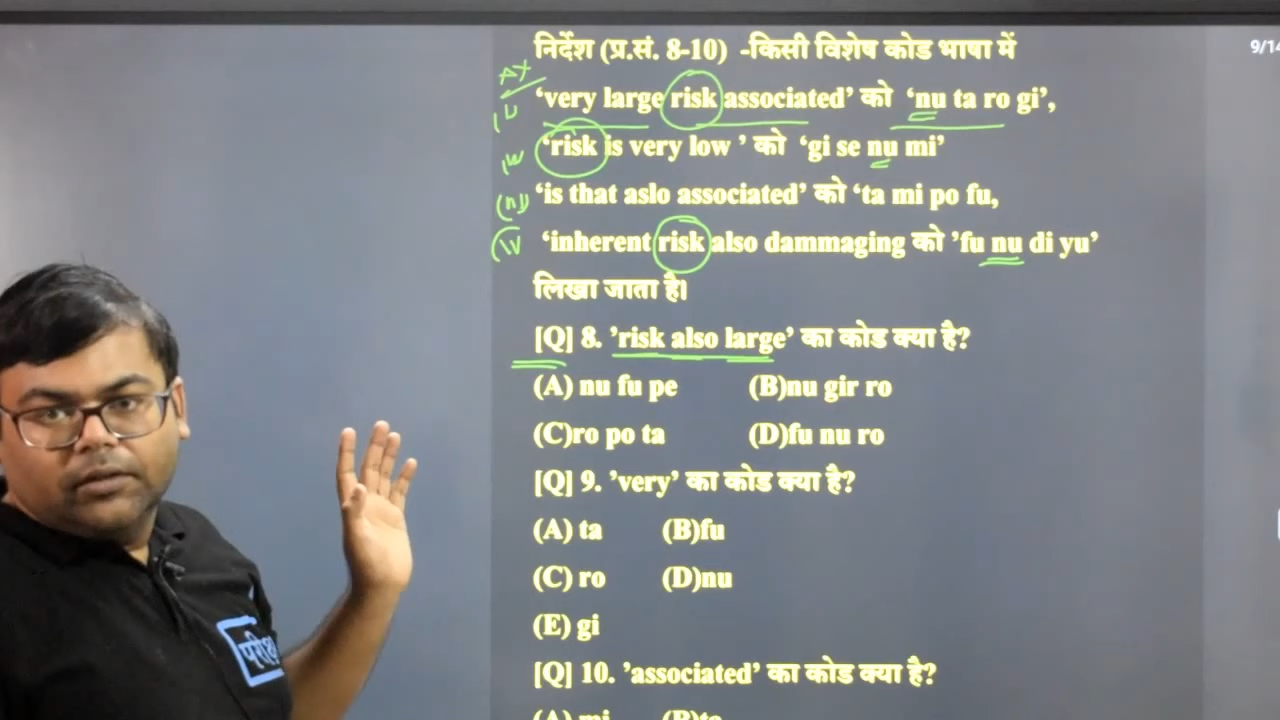 9/14
निर्देश (प्र.सं. 8-10) -किसी विशेष कोड भाषा में
‘very large risk associated’ को ‘nu ta ro gi’,
‘risk is very low ’ को ‘gi se nu mi’
‘is that aslo associated’ को ‘ta mi po fu,
‘inherent risk also dammaging को ’fu nu di yu’
लिखा जाता है।
[Q] 8. ’risk also large’ का कोड क्या है?
(A) nu fu pe (B)nu gir ro
(C)ro po ta (D)fu nu ro
[Q] 9. ’very’ का कोड क्या है?
(A) ta (B)fu
(C) ro (D)nu
(E) gi
[Q] 10. ’associated’ का कोड क्या है?
(A) mi (B)to